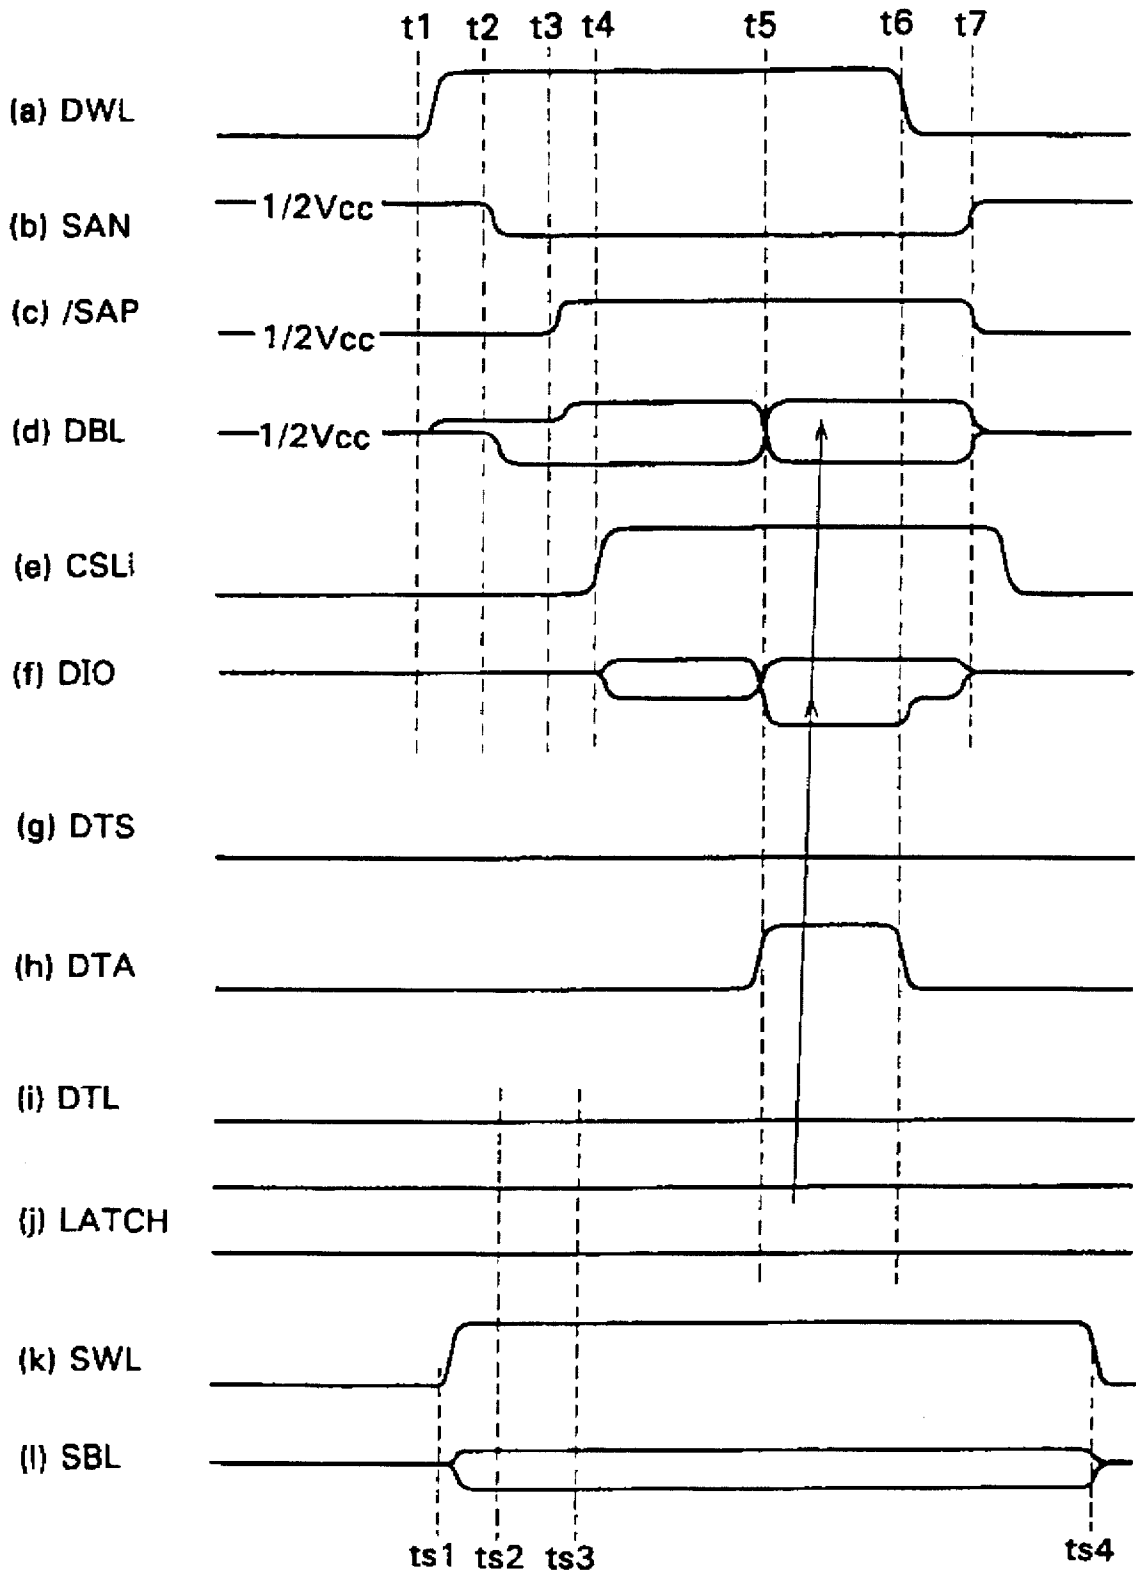 t1 t2 t3 t4 t5 t6 t7
(a) DWL
(b) SAN 1/2Vcc
(c) /SAP 1/2Vcc
(d) DBL 1/2Vcc
(e) CSLi
(f) DIO
(g) DTS
(h) DTA
(i) DTL
(j) LATCH
(k) SWL
(l) SBL
ts1 ts2 ts3 ts4